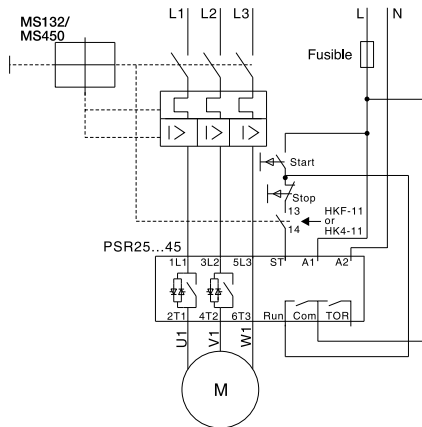 L1 L2 L3 L N
MS132/
MS450
Fusible
I> I> I>
Start
Stop
13 HKF-11
or
14 HK4-11
PSR25...45
1L1 3L2 5L3 ST A1 A2
2T1 4T2 6T3 Run Com TOR
U1 V1 W1
M